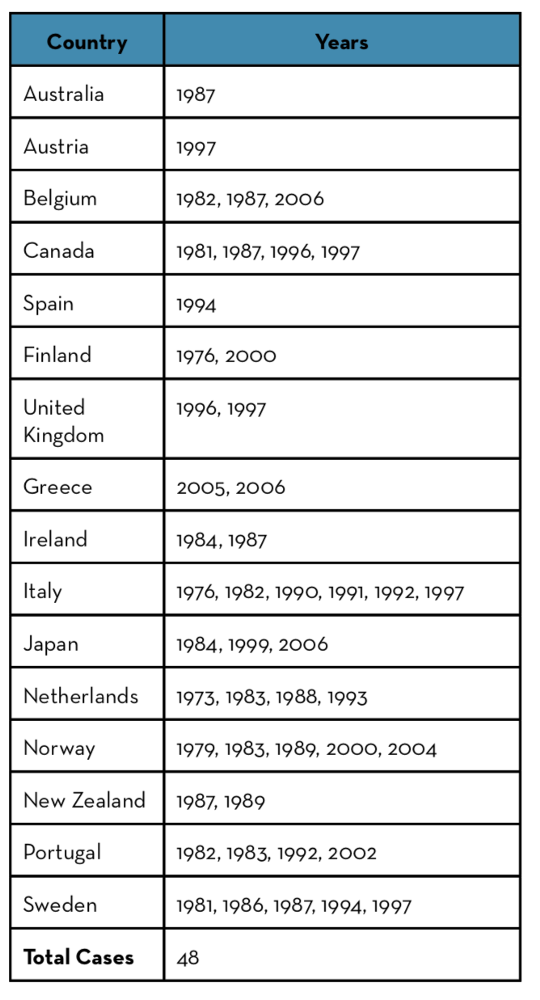 Country Years
Australia 1987
Austria 1997
Belgium 1982, 1987, 2006
Canada 1981, 1987, 1996, 1997
Spain 1994
Finland 1976, 2000
United 1996, 1997
Kingdom
Greece 2005, 2006
Ireland 1984, 1987
Italy 1976, 1982, 1990, 1991, 1992, 1997
Japan 1984, 1999, 2006
Netherlands 1973, 1983, 1988, 1993
Norway 1979, 1983, 1989, 2000, 2004
New Zealand 1987, 1989
Portugal 1982, 1983, 1992, 2002
Sweden 1981, 1986, 1987, 1994, 1997
Total Cases 48